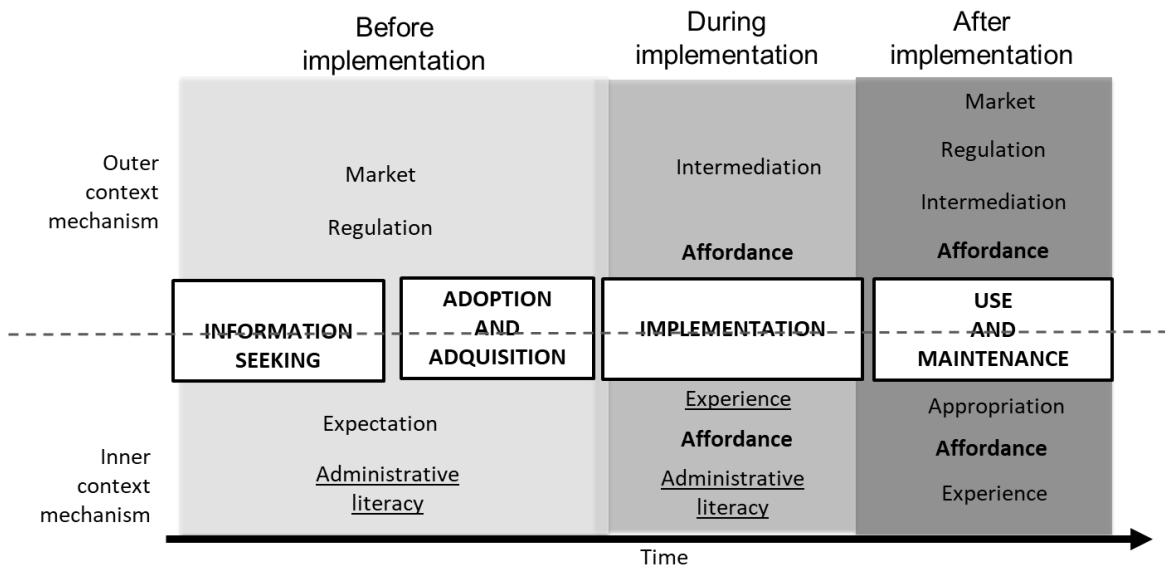 Before
implementation
During
implementation
After
implementation
Outer
context
mechanism
Market
Regulation
Intermediation
Affordance
Market
Regulation
Intermediation
Affordance
INFORMATION
SEEKING
ADOPTION
AND
ADQUISITION
IMPLEMENTATION
USE
AND
MAINTENANCE
Inner
context
mechanism
Expectation
Administrative
literacy
Experience
Affordance
Administrative
literacy
Appropriation
Affordance
Experience
Time